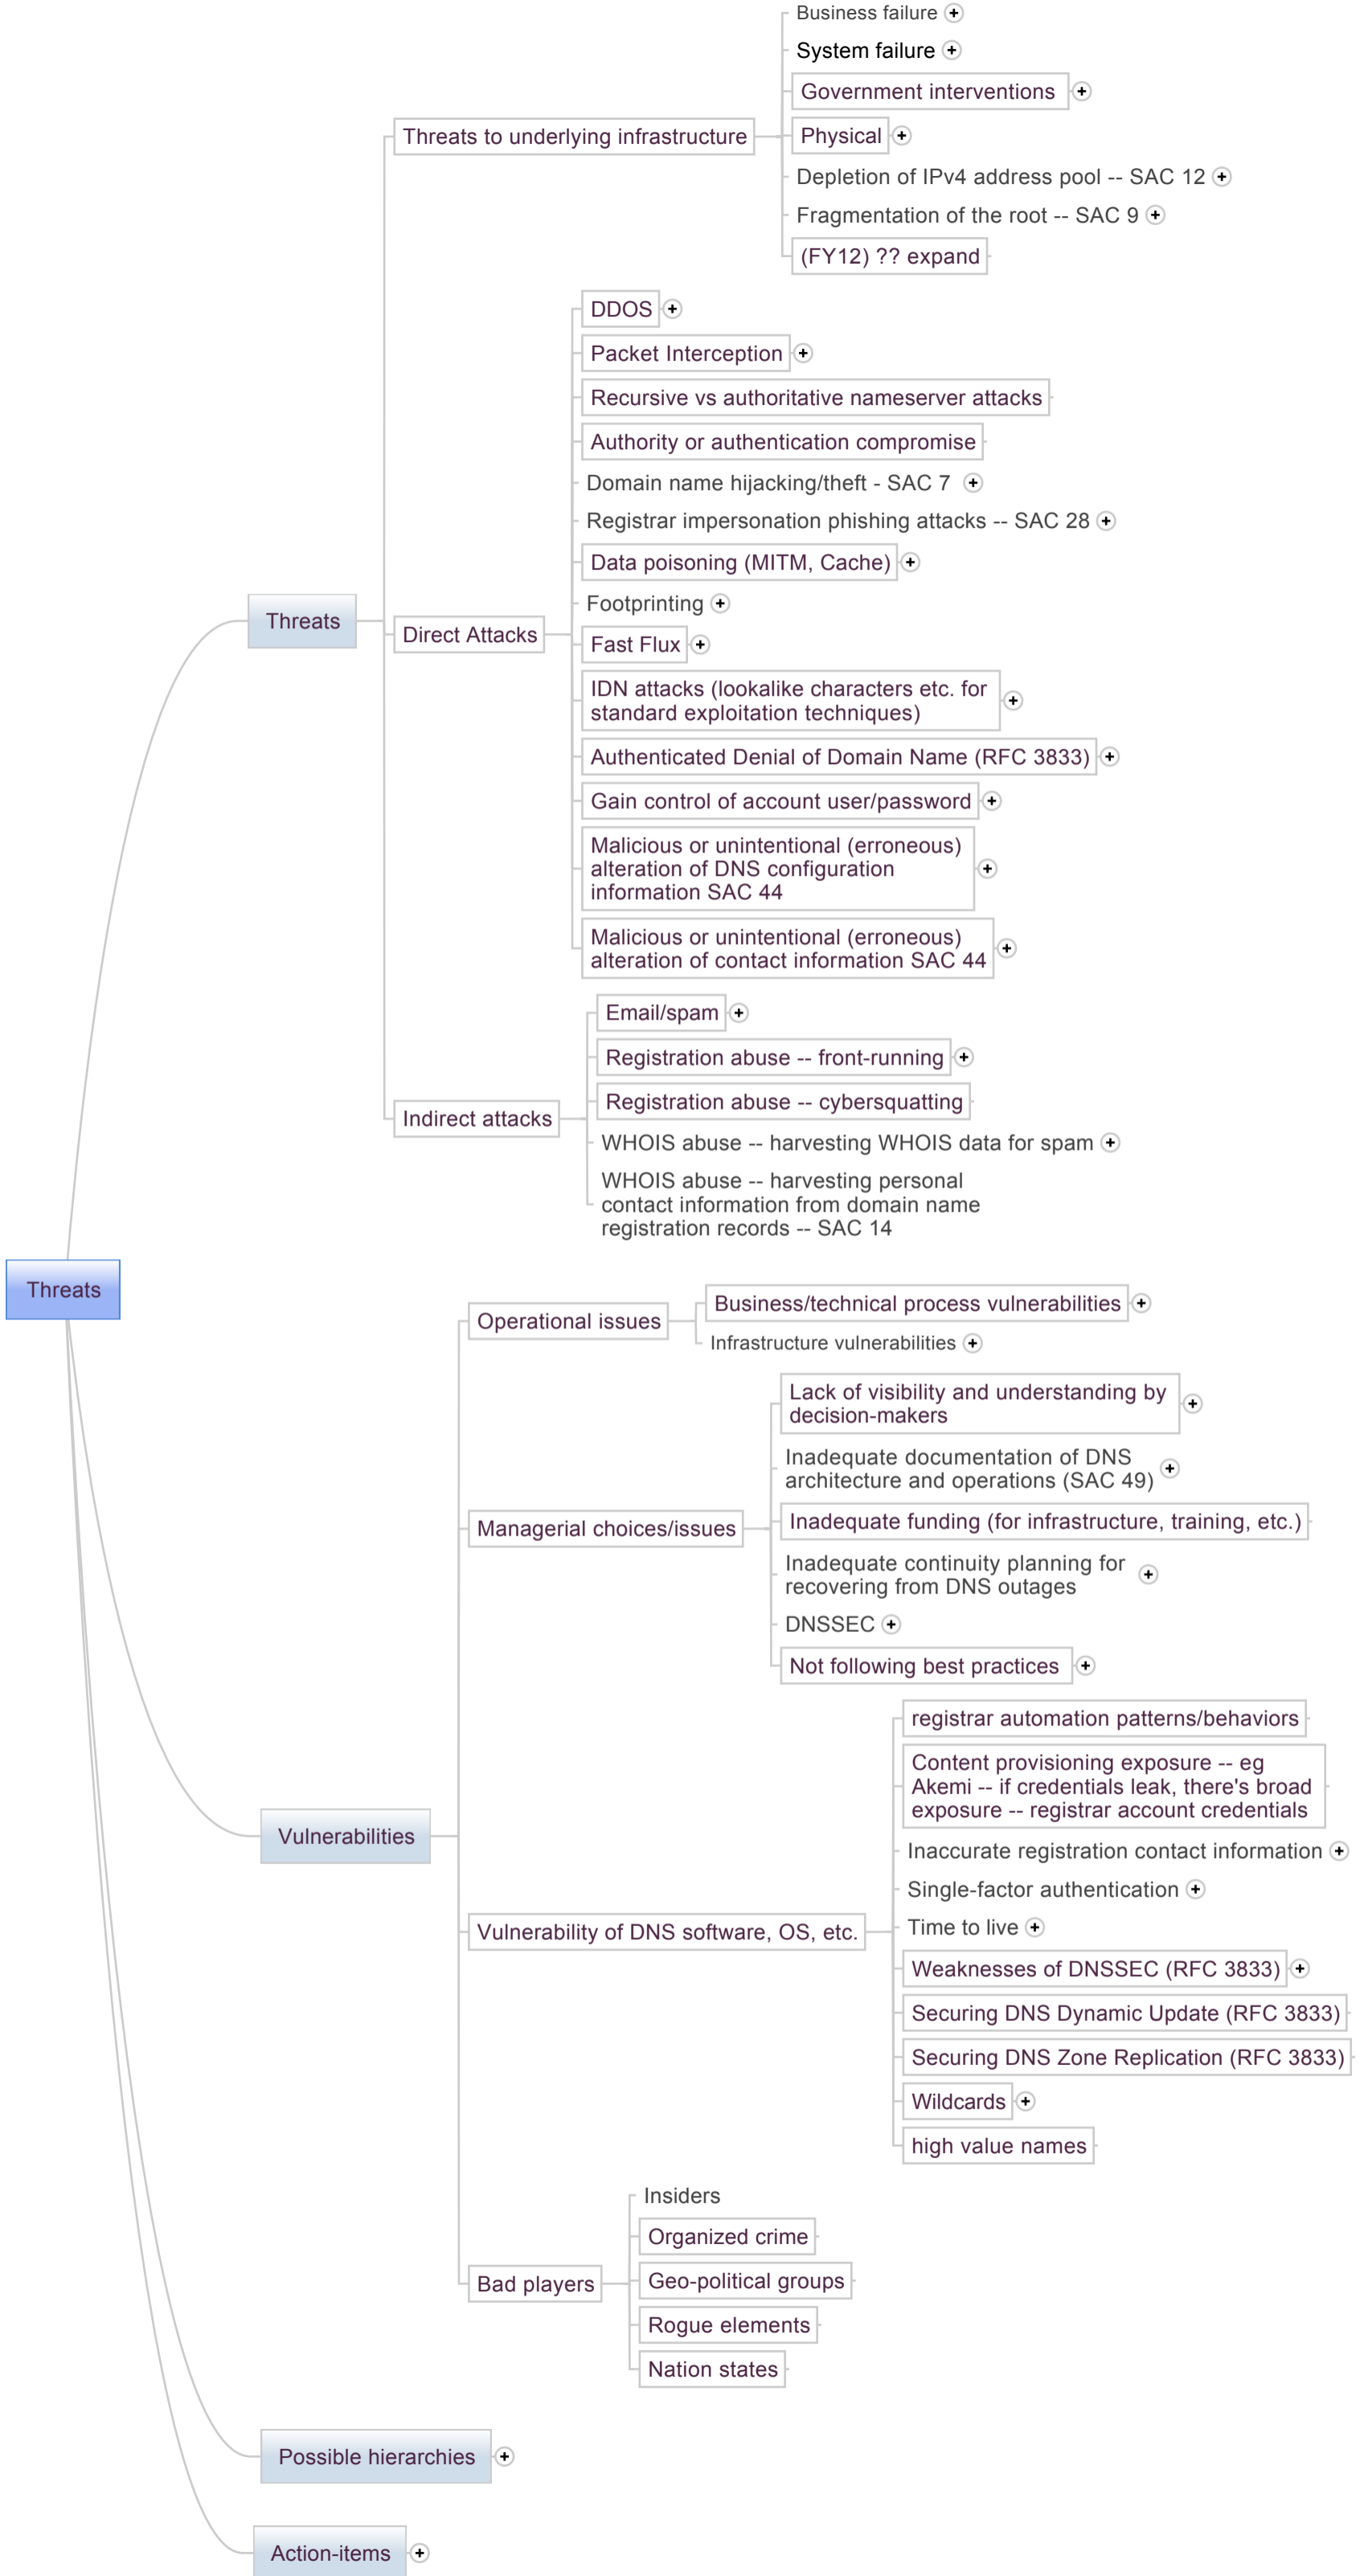 Business failure
System failure
Government interventions
Threats to underlying infrastructure
Physical
Depletion of IPv4 address pool -- SAC 12
Fragmentation of the root -- SAC 9
(FY12) ?? expand
DDOS
Packet Interception
Recursive vs authoritative nameserver attacks
Authority or authentication compromise
Domain name hijacking/theft - SAC 7
Registrar impersonation phishing attacks -- SAC 28
Data poisoning (MITM, Cache)
Footprinting
Threats
Direct Attacks
Fast Flux
IDN attacks (lookalike characters etc. for
standard exploitation techniques)
Authenticated Denial of Domain Name (RFC 3833)
Gain control of account user/password
Malicious or unintentional (erroneous)
alteration of DNS configuration
information SAC 44
Malicious or unintentional (erroneous)
alteration of contact information SAC 44
Email/spam
Registration abuse -- front-running
Registration abuse -- cybersquatting
Indirect attacks
WHOIS abuse -- harvesting WHOIS data for spam
WHOIS abuse -- harvesting personal
contact information from domain name
registration records -- SAC 14
Threats
Operational issues
Business/technical process vulnerabilities
Infrastructure vulnerabilities
Lack of visibility and understanding by
decision-makers
Inadequate documentation of DNS
architecture and operations (SAC 49)
Managerial choices/issues
Inadequate funding (for infrastructure, training, etc.)
Inadequate continuity planning for
recovering from DNS outages
DNSSEC
Not following best practices
registrar automation patterns/behaviors
Content provisioning exposure -- eg
Akemi -- if credentials leak, there's broad
exposure -- registrar account credentials
Vulnerabilities
Inaccurate registration contact information
Single-factor authentication
Vulnerability of DNS software, OS, etc.
Time to live
Weaknesses of DNSSEC (RFC 3833)
Securing DNS Dynamic Update (RFC 3833)
Securing DNS Zone Replication (RFC 3833)
Wildcards
high value names
Insiders
Organized crime
Bad players
Geo-political groups
Rogue elements
Nation states
Possible hierarchies
Action-items